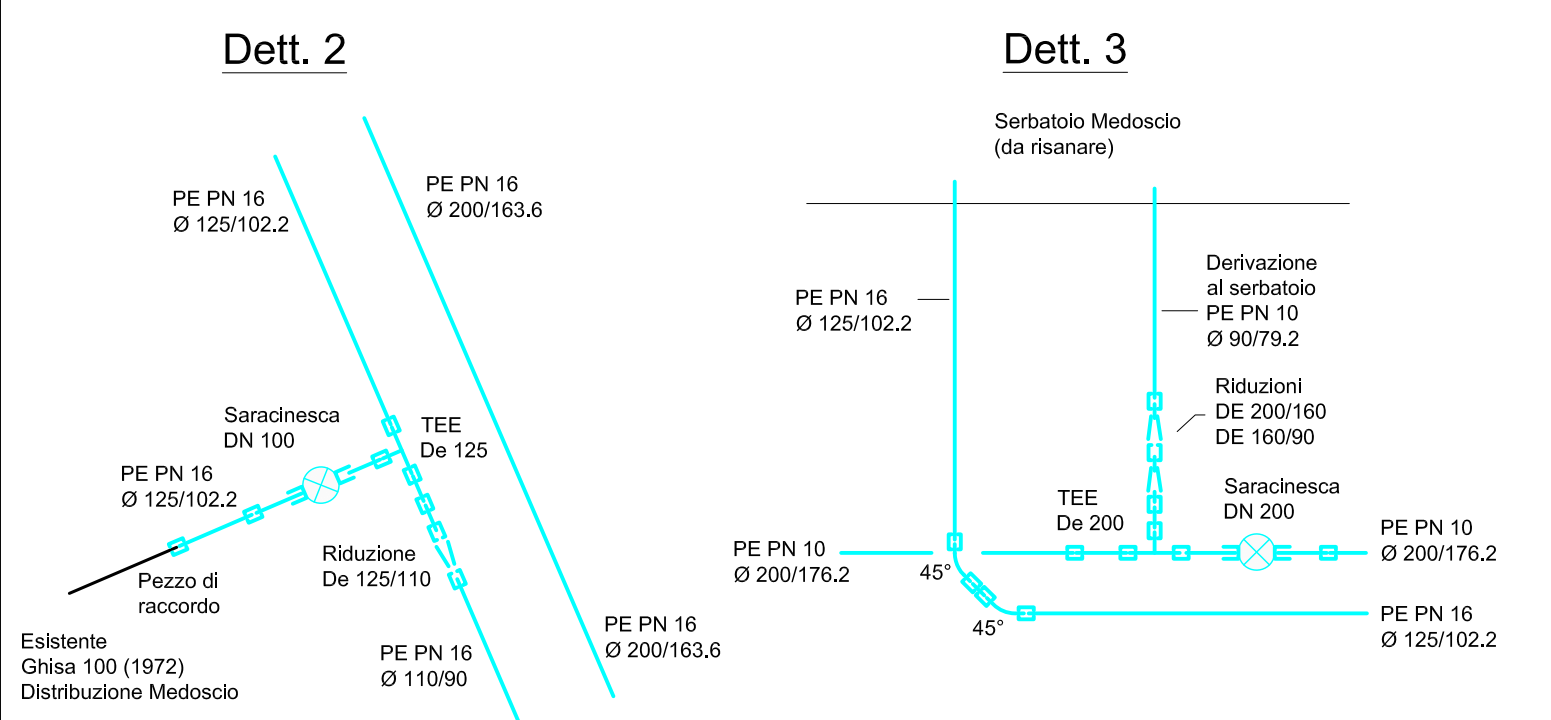 Dett. 2
PE PN 16
Ø 125/102.2
PE PN 16
Ø 200/163.6
Saracinesca
DN 100
TEE
De 125
PE PN 16
Ø 125/102.2
Riduzione
De 125/110
Pezzo di
raccordo
Esistente
Ghisa 100 (1972)
Distribuzione Medoscio
PE PN 16
Ø 110/90
PE PN 16
Ø 200/163.6
Dett. 3
Serbatoio Medoscio
(da risanare)
PE PN 16
Ø 125/102.2
Derivazione
al serbatoio
PE PN 10
Ø 90/79.2
Riduzioni
DE 200/160
DE 160/90
TEE
De 200
Saracinesca
DN 200
PE PN 10
Ø 200/176.2
45°
45°
PE PN 10
Ø 200/176.2
PE PN 16
Ø 125/102.2